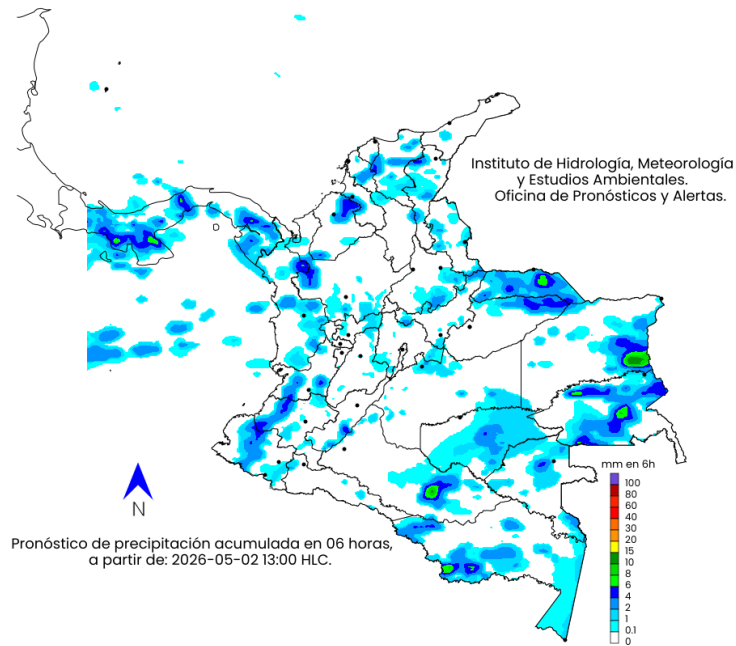 Instituto de Hidrología, Meteorología
y Estudios Ambientales.
Oficina de Pronósticos y Alertas.
mm en 6h
100
80
60
40
30
20
15
10
8
6
4
2
1
0.1
0
N
Pronóstico de precipitación acumulada en 06 horas,
a partir de: 2026-05-02 13:00 HLC.